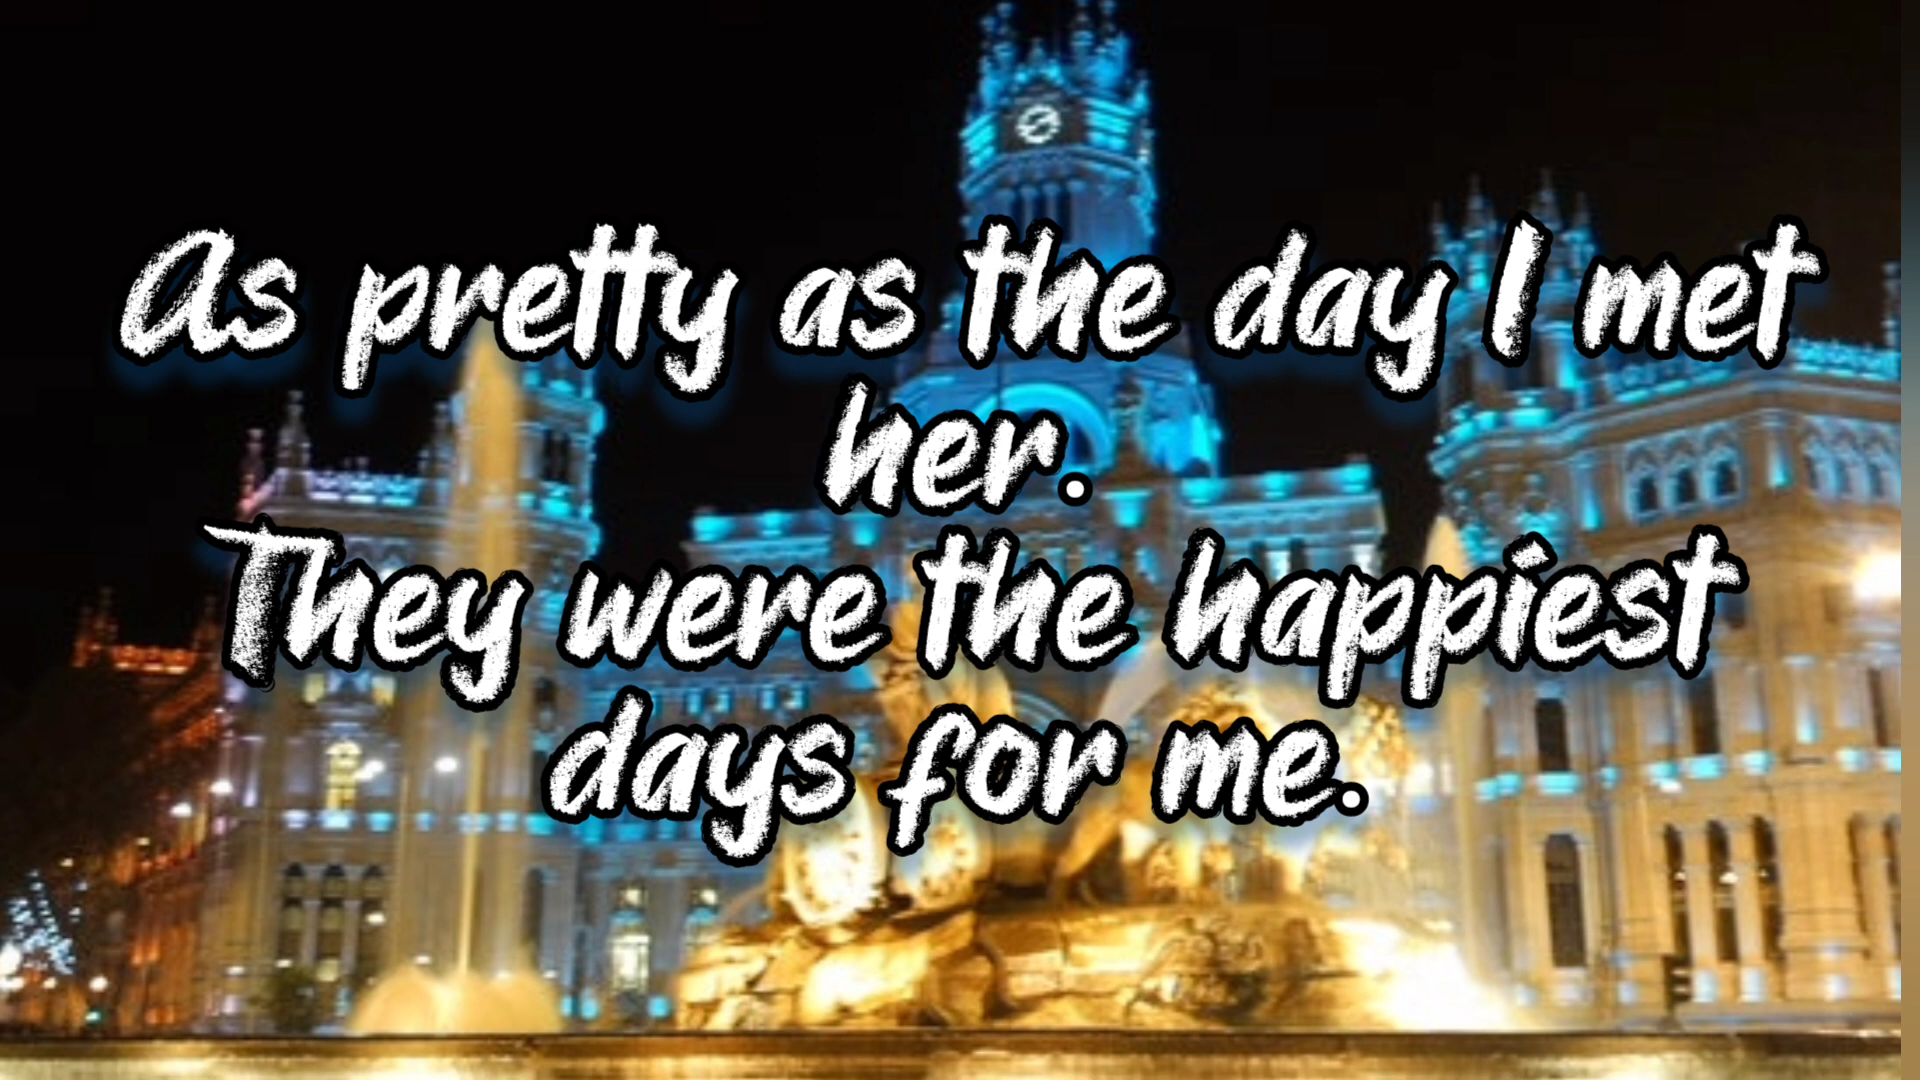 As pretty as the day I met
her.
They were the happiest
days for me.